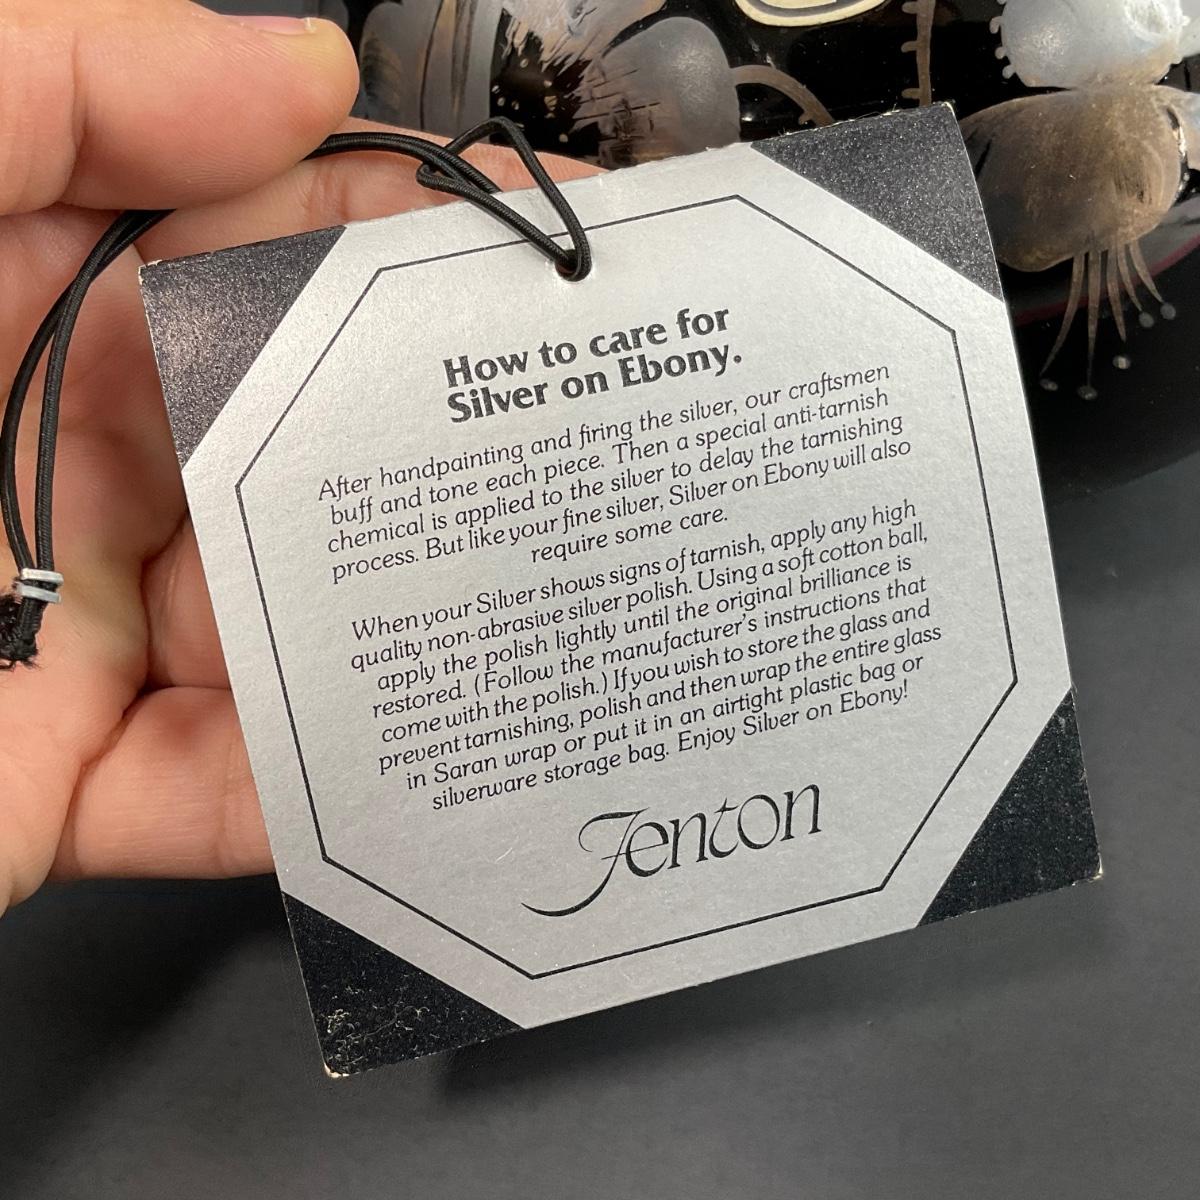 How to care for
Silver on Ebony.
After handpainting and firing the silver, our craftsmen
buff and tone each piece. Then a special anti-tarnish
chemical is applied to the silver to delay the tarnishing
process. But like your fine silver, Silver on Ebony will also
require some care.
When your Silver shows signs of tarnish, apply any high
quality non-abrasive silver polish. Using a soft cotton ball,
apply the polish lightly until the original brilliance is
restored. (Follow the manufacturer's instructions that
come with the polish.) If you wish to store the glass and
prevent tarnishing, polish and then wrap the entire glass
in Saran wrap or put it in an airtight plastic bag or
silverware storage bag. Enjoy Silver on Ebony!
Fenton